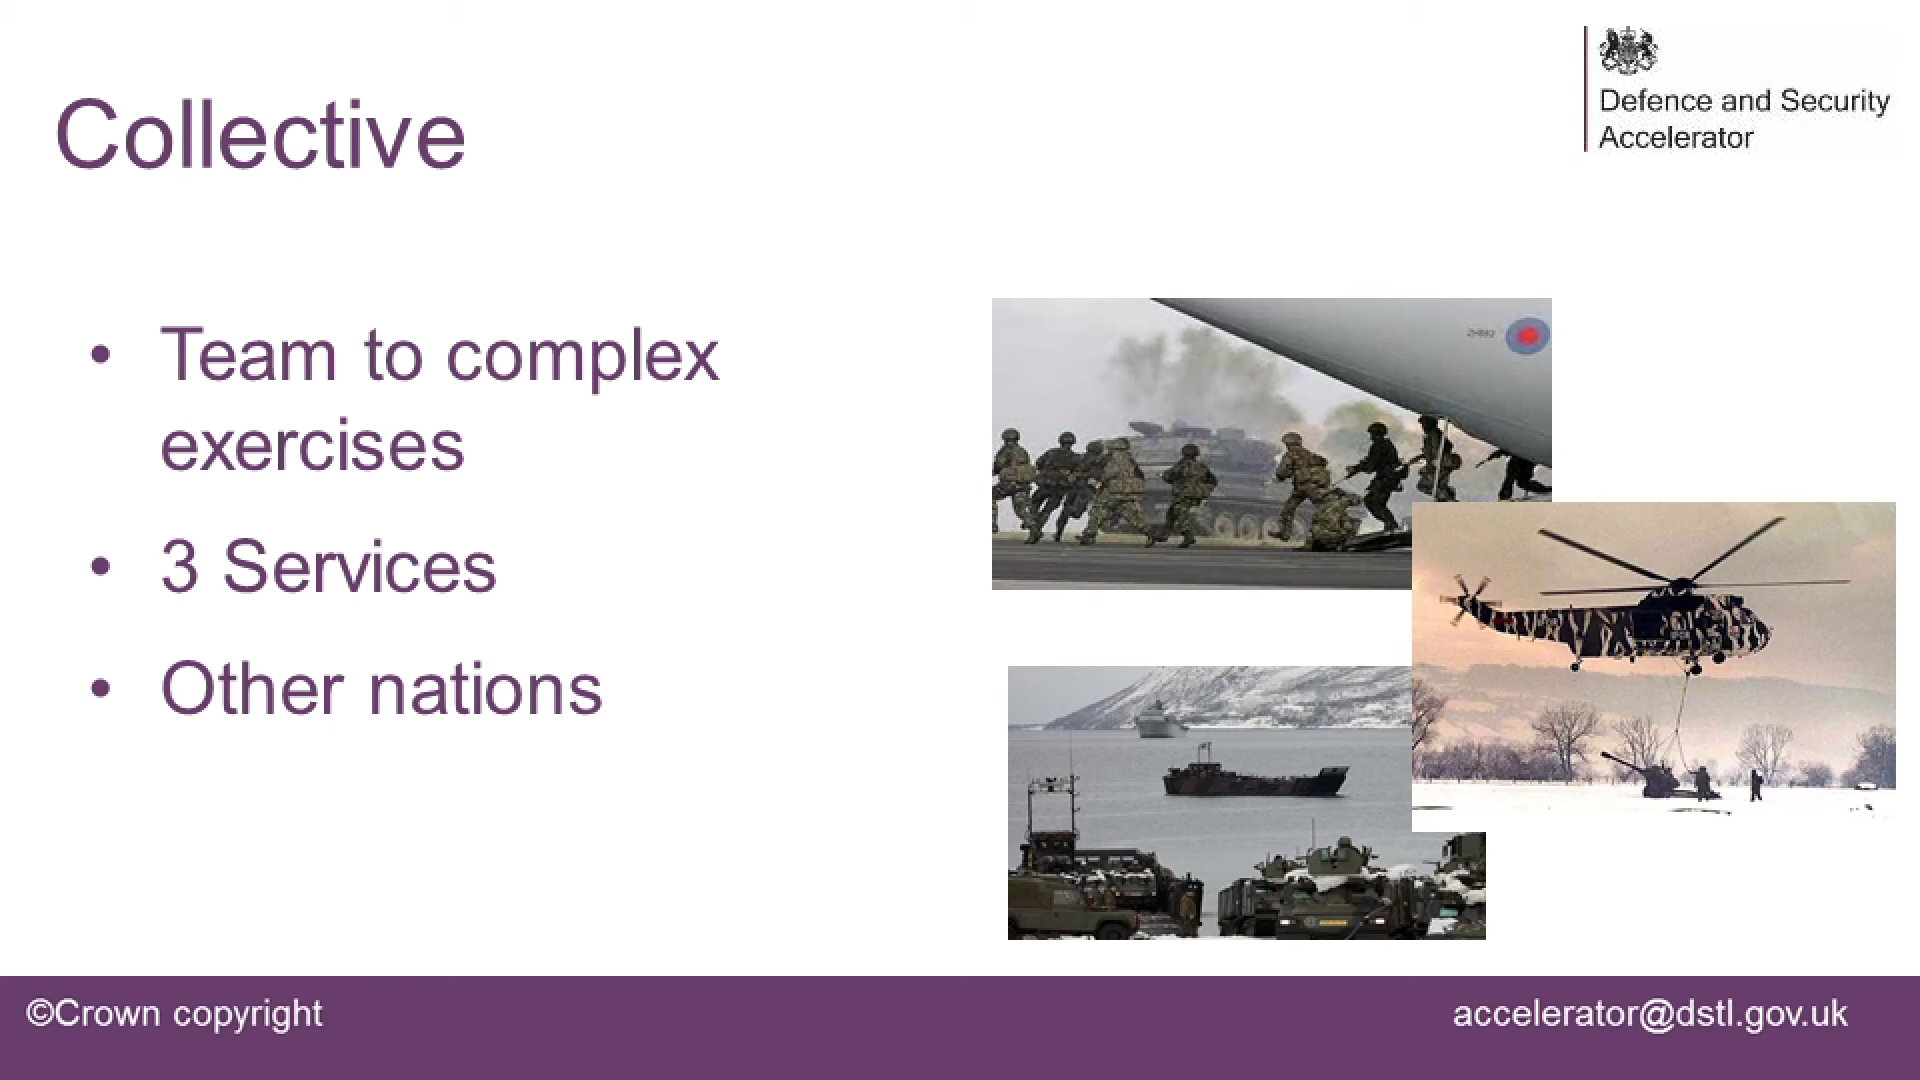 Defence and Security
Accelerator
Collective
• Team to complex
exercises
• 3 Services
• Other nations
©Crown copyright
accelerator@dstl.gov.uk